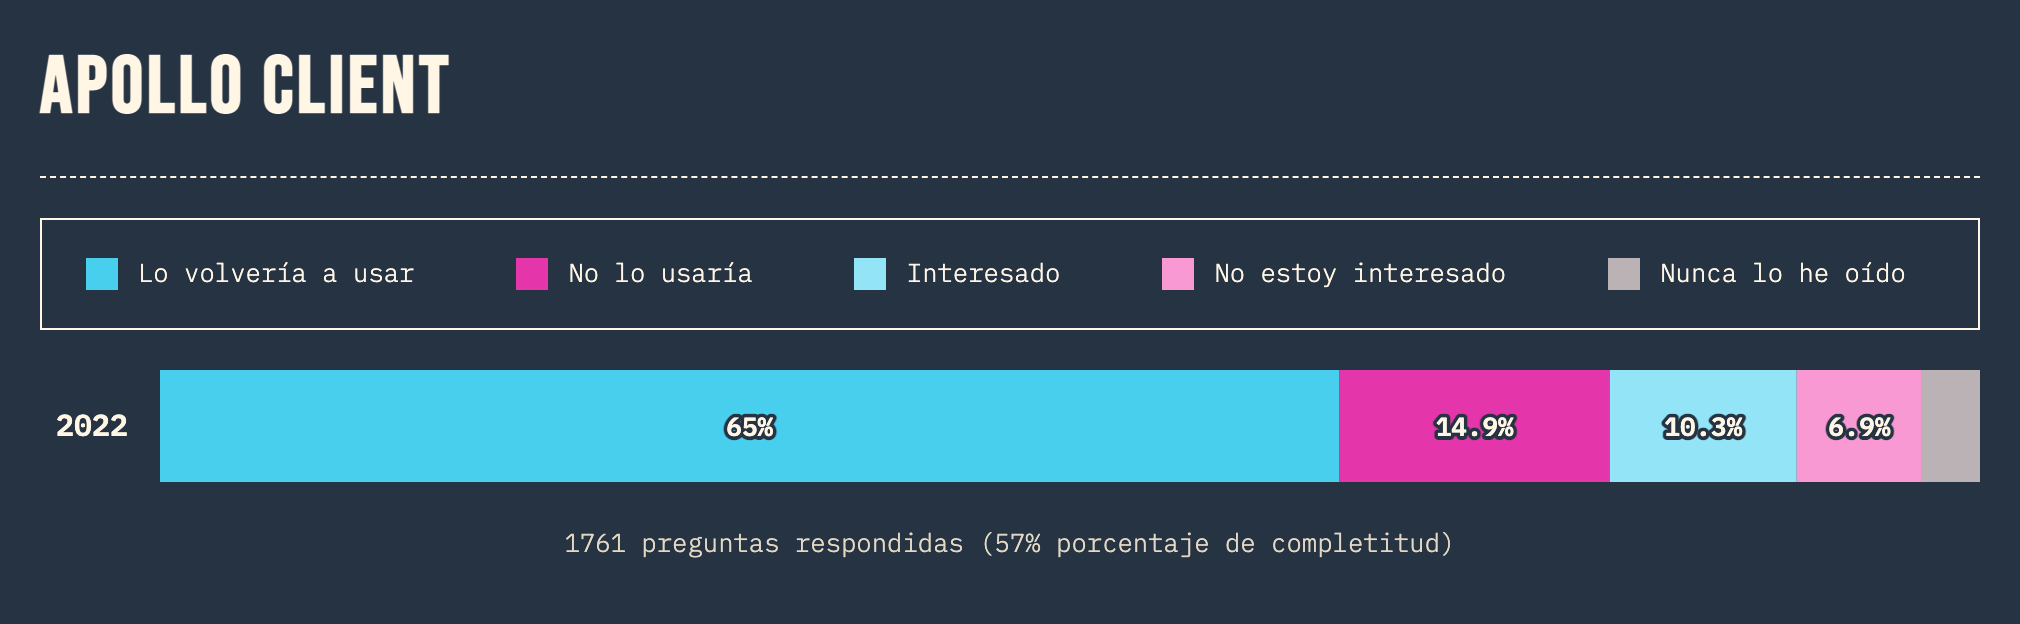 APOLLO CLIENT
Lo volvería a usar No lo usaría Interesado No estoy interesado Nunca lo he oído
2022 65% 14.9% 10.3% 6.9%
1761 preguntas respondidas (57% porcentaje de completitud)